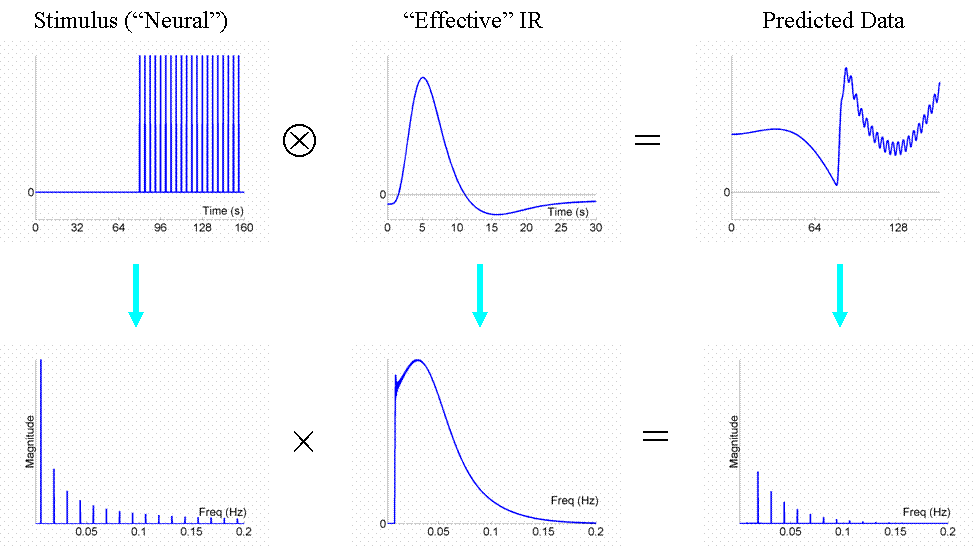 Stimulus (“Neural”)
“Effective” IR
Predicted Data
0
Time (s)
0 32 64 96 128 160
0
Time (s)
0 5 10 15 20 25 30
0
0 64 128
⊗
=
Magnitude
Freq (Hz)
0.05 0.1 0.15 0.2
×
0
Freq (Hz)
0.05 0.1 0.15 0.2
=
Magnitude
Freq (Hz)
0.05 0.1 0.15 0.2